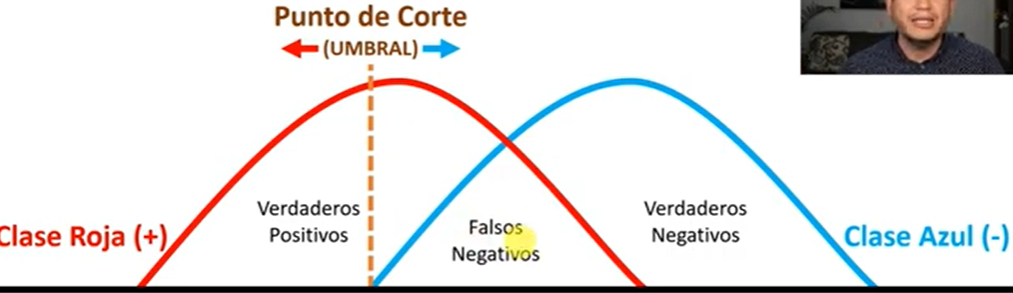 Punto de Corte
(UMBRAL)
Verdaderos
Positivos
Falsos
Negativos
Verdaderos
Negativos
Clase Roja (+)
Clase Azul (-)